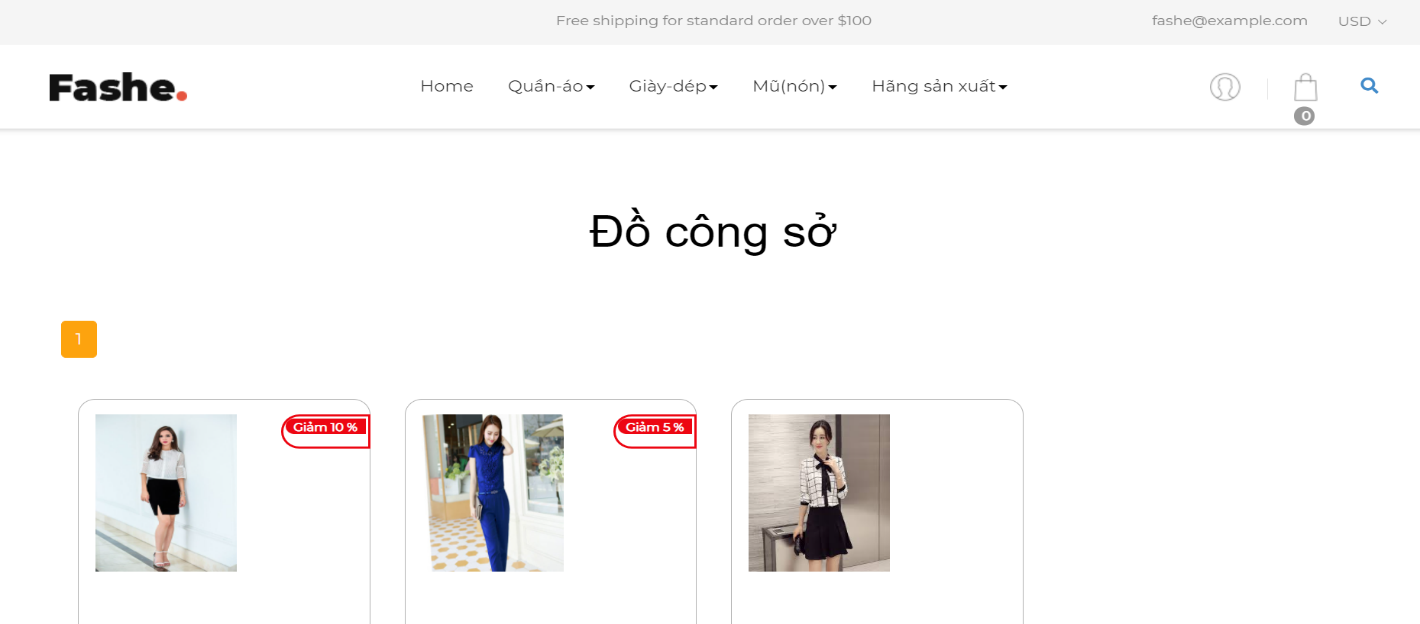 Free shipping for standard order over $100
fashe@example.com
USD
Fashe.
Home
Quần-áo
Giày-dép
Mũ(nón)
Hãng sản xuất
0
Đồ công sở
1
Giảm 10 %
Giảm 5 %